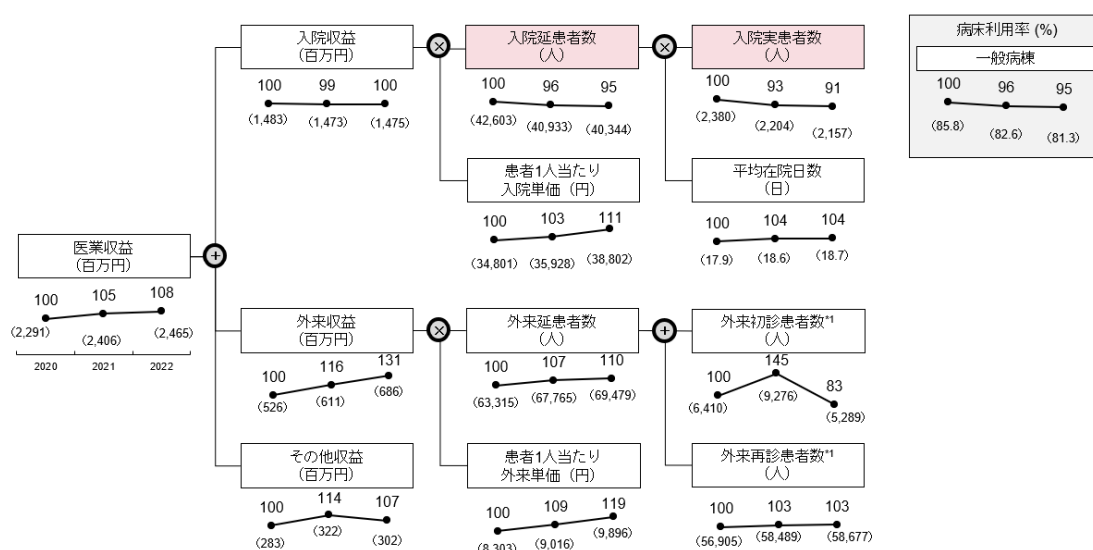 入院収益
（百万円）
100 99 100
（1,483） （1,473） （1,475）
×
入院延患者数
（人）
100 96 95
（42,603） （40,933） （40,344）
×
入院実患者数
（人）
100 93 91
（2,380） （2,204） （2,157）
病床利用率 (%)
一般病棟
100 96 95
（85.8） （82.6） （81.3）
患者1人当たり
入院単価（円）
100 103 111
（34,801） （35,928） （38,802）
平均在院日数
（日）
100 104 104
（17.9） （18.6） （18.7）
医業収益
（百万円）
+
100 105 108
（2,291） （2,406） （2,465）
2020 2021 2022
外来収益
（百万円）
100 116 131
（526） （611） （686）
×
外来延患者数
（人）
100 107 110
（63,315） （67,765） （69,479）
+
外来初診患者数*1
（人）
100 145 83
（6,410） （9,276） （5,289）
その他収益
（百万円）
100 114 107
（283） （322） （302）
患者1人当たり
外来単価（円）
100 109 119
（8,303） （9,016） （9,896）
外来再診患者数*1
（人）
100 103 103
（56,905） （58,489） （58,677）